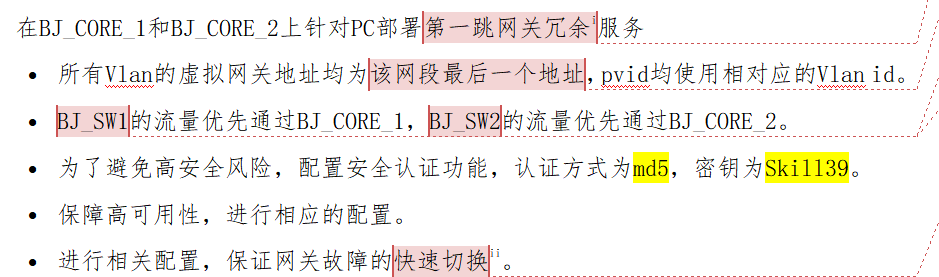 在BJ_CORE_1和BJ_CORE_2上针对PC部署第一跳网关冗余i服务
• 所有Vlan的虚拟网关地址均为该网段最后一个地址，pvid均使用相对应的Vlan id。
• BJ_SW1的流量优先通过BJ_CORE_1，BJ_SW2的流量优先通过BJ_CORE_2。
• 为了避免高安全风险，配置安全认证功能，认证方式为md5，密钥为Skill39。
• 保障高可用性，进行相应的配置。
• 进行相关配置，保证网关故障的快速切换ii。